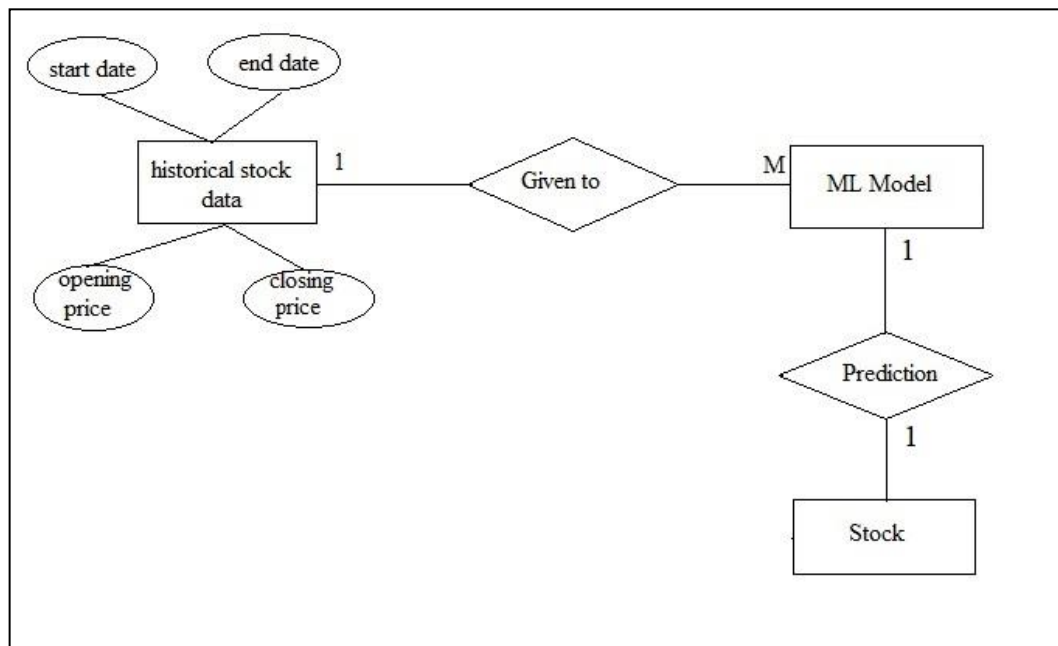 start date
end date
historical stock
data
1
Given to
M
ML Model
opening
price
closing
price
1
Prediction
1
Stock